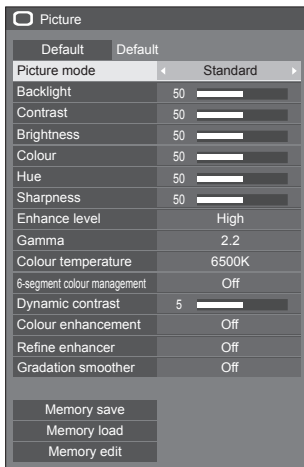 Picture
Default Default
Picture mode Standard
Backlight 50
Contrast 50
Brightness 50
Colour 50
Hue 50
Sharpness 50
Enhance level High
Gamma 2.2
Colour temperature 6500K
6-segment colour management Off
Dynamic contrast 5
Colour enhancement Off
Refine enhancer Off
Gradation smoother Off
Memory save
Memory load
Memory edit